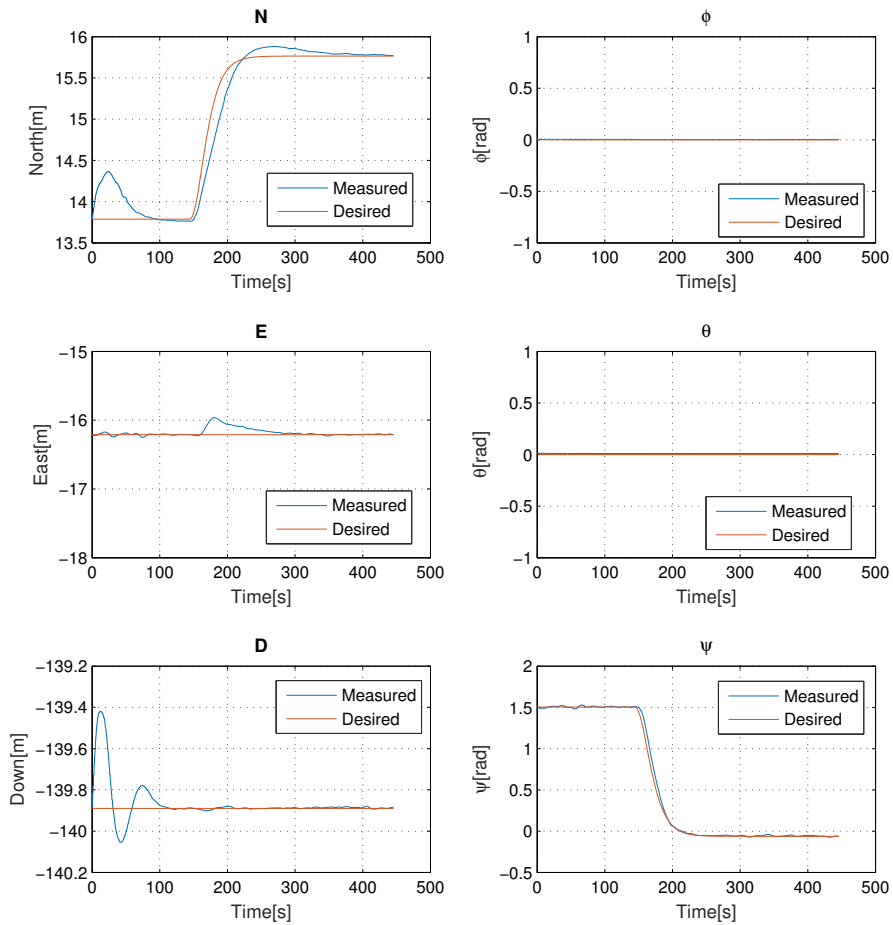 N
16
15.5
15
14.5
14
13.5
North[m]
0 100 200 300 400 500
Time[s]
Measured
Desired
ϕ
1
0.5
0
−0.5
−1
ϕ[rad]
0 100 200 300 400 500
Time[s]
Measured
Desired
E
−15
−16
−17
−18
East[m]
0 100 200 300 400 500
Time[s]
Measured
Desired
θ
1
0.5
0
−0.5
−1
θ[rad]
0 100 200 300 400 500
Time[s]
Measured
Desired
D
−139.2
−139.4
−139.6
−139.8
−140
−140.2
Down[m]
0 100 200 300 400 500
Time[s]
Measured
Desired
ψ
2
1.5
1
0.5
0
−0.5
ψ[rad]
0 100 200 300 400 500
Time[s]
Measured
Desired